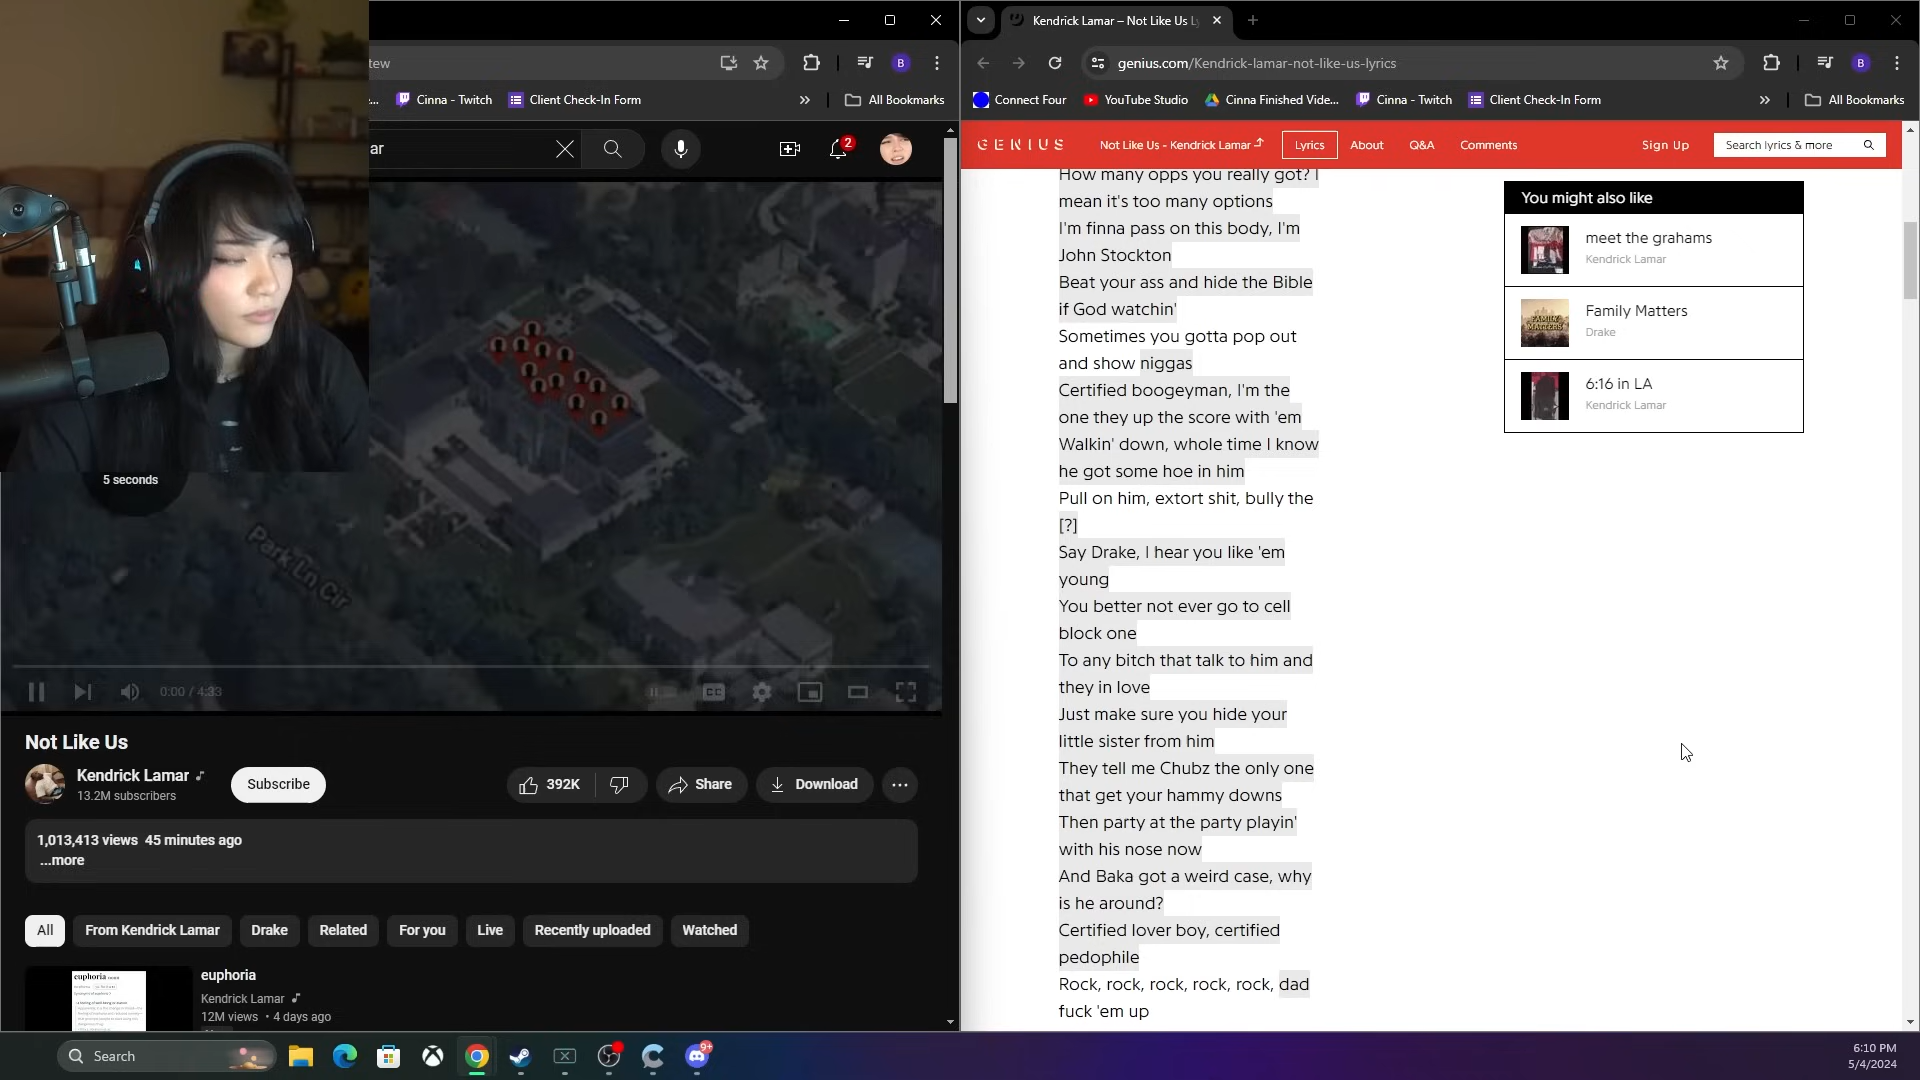 Kendrick Lamar – Not Like Us L
tew
genius.com/Kendrick-lamar-not-like-us-lyrics
B
B
Cinna - Twitch
Client Check-In Form
All Bookmarks
Connect Four
YouTube Studio
Cinna Finished Vide...
Cinna - Twitch
Client Check-In Form
All Bookmarks
ar
2
GENIUS
Not Like Us - Kendrick Lamar
Lyrics
About
Q&A
Comments
Sign Up
Search lyrics & more
How many opps you really got? I
mean it's too many options
I'm finna pass on this body, I'm
John Stockton
Beat your ass and hide the Bible
if God watchin'
Sometimes you gotta pop out
and show niggas
Certified boogeyman, I'm the
one they up the score with 'em
Walkin' down, whole time I know
he got some hoe in him
Pull on him, extort shit, bully the
[?]
Say Drake, I hear you like 'em
young
You better not ever go to cell
block one
To any bitch that talk to him and
they in love
Just make sure you hide your
little sister from him
They tell me Chubz the only one
that get your hammy downs
Then party at the party playin'
with his nose now
And Baka got a weird case, why
is he around?
Certified lover boy, certified
pedophile
Rock, rock, rock, rock, rock, dad
fuck 'em up
You might also like
meet the grahams
Kendrick Lamar
Family Matters
Drake
6:16 in LA
Kendrick Lamar
5 seconds
Park Ln Cir
0:00 / 4:33
Not Like Us
Kendrick Lamar
13.2M subscribers
Subscribe
392K
Share
Download
1,013,413 views 45 minutes ago
...more
All
From Kendrick Lamar
Drake
Related
For you
Live
Recently uploaded
Watched
euphoria
euphoria
Kendrick Lamar
12M views • 4 days ago
Search
9+
6:10 PM
5/4/2024